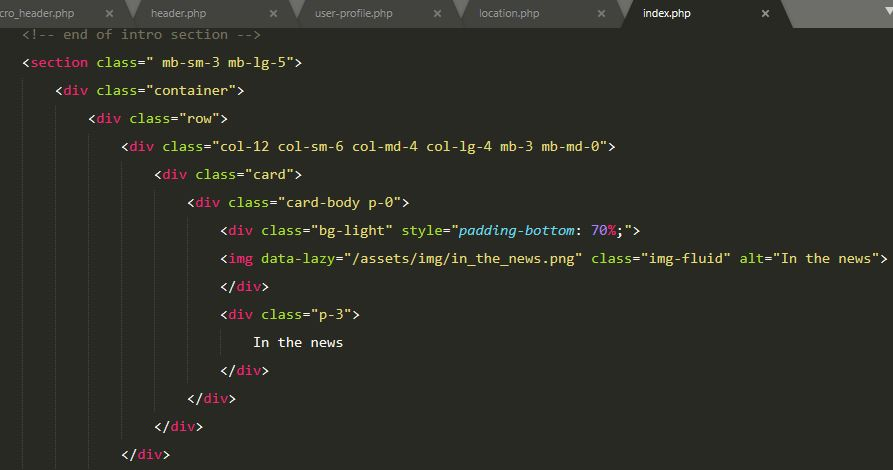 cro_header.php × header.php × user-profile.php × location.php × index.php ×
<!-- end of intro section -->
<section class=" mb-sm-3 mb-lg-5">
<div class="container">
<div class="row">
<div class="col-12 col-sm-6 col-md-4 col-lg-4 mb-3 mb-md-0">
<div class="card">
<div class="card-body p-0">
<div class="bg-light" style="padding-bottom: 70%;">
<img data-lazy="/assets/img/in_the_news.png" class="img-fluid" alt="In the news">
</div>
<div class="p-3">
In the news
</div>
</div>
</div>
</div>